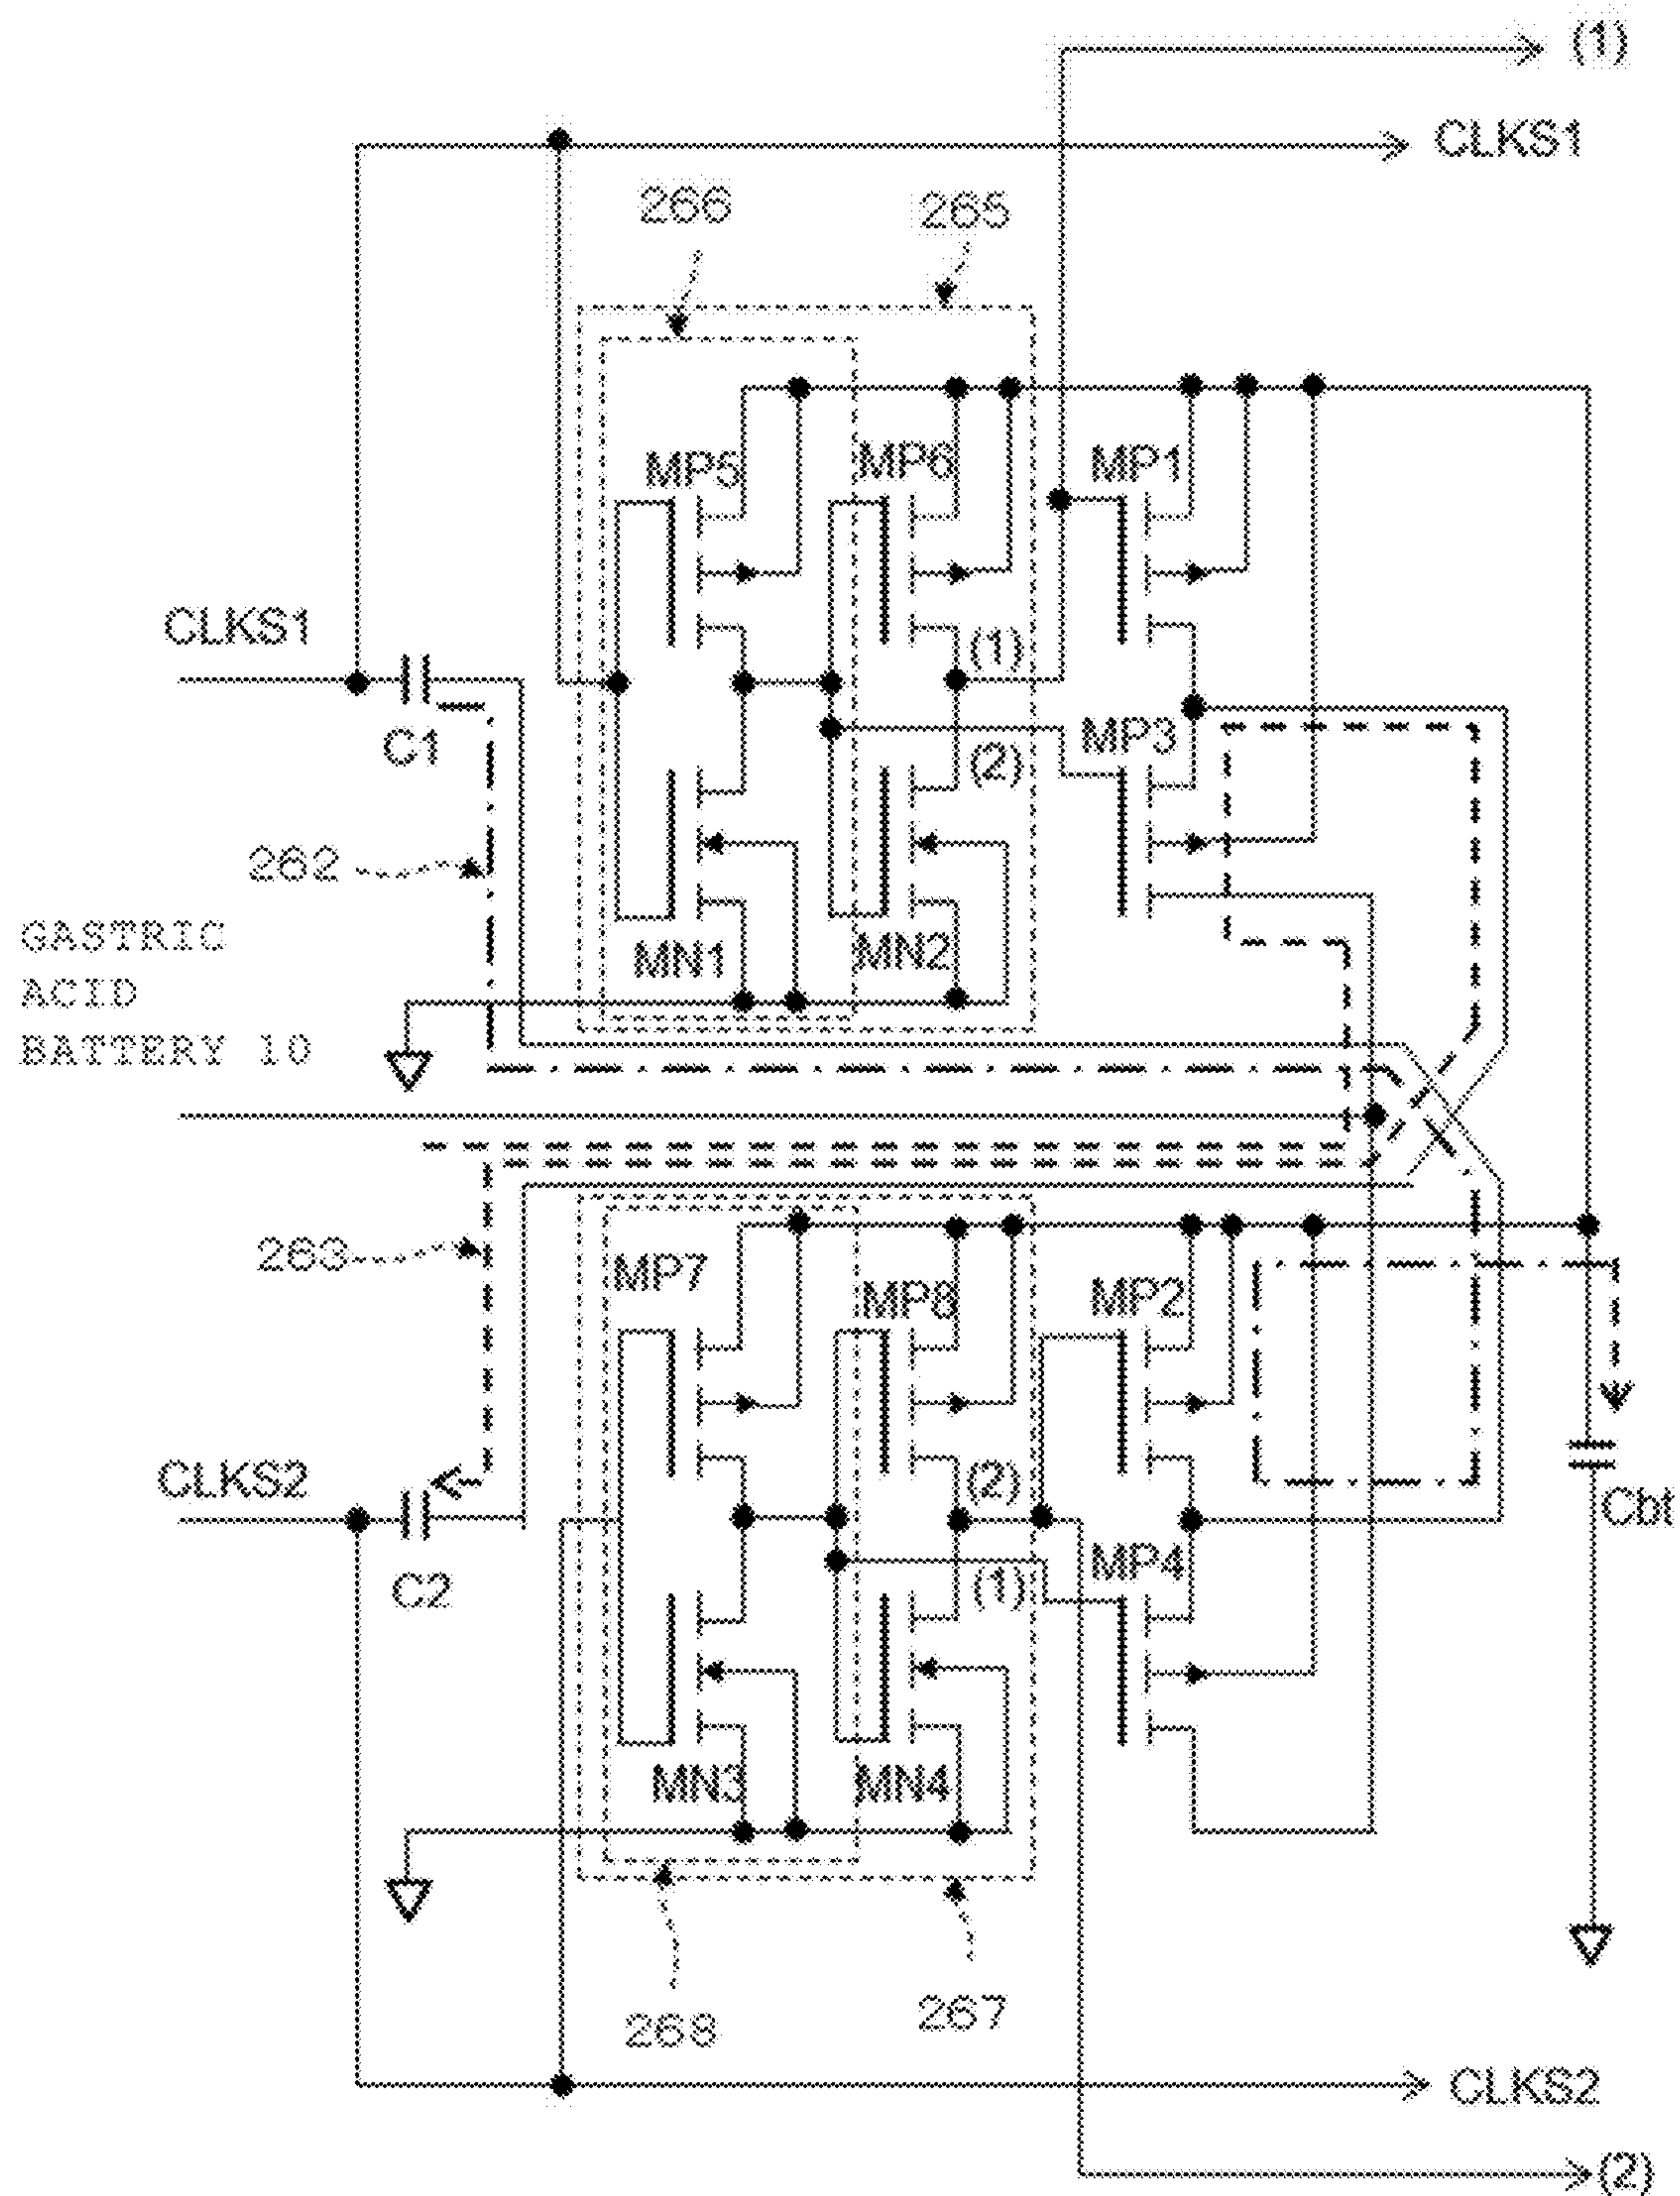 (1)
CLKS1
266
265
MP5
MP6
MP1
CLKS1
(1)
C1
MP3
(2)
262
GASTRIC
ACID
BATTERY 10
MN1
MN2
263
MP7
MP8
MP2
CLKS2
(2)
Cbt
C2
MP4
(1)
MN3
MN4
268
267
CLKS2
(2)